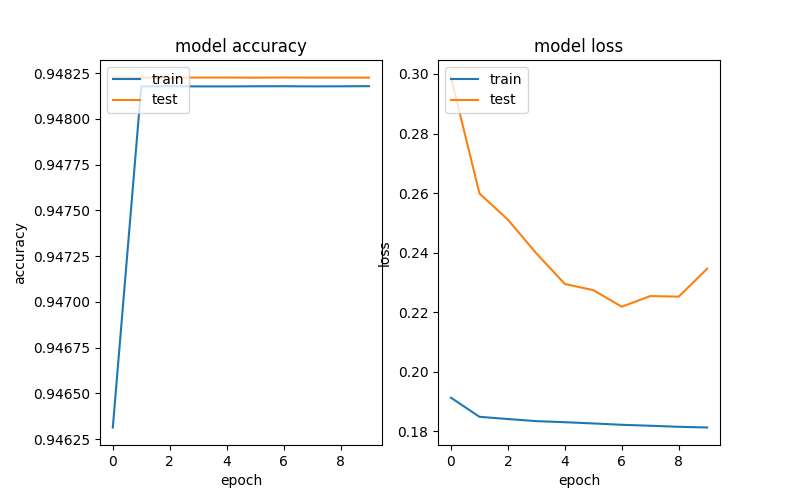 model accuracy
train
test
0.94825
0.94800
0.94775
0.94750
0.94725
0.94700
0.94675
0.94650
0.94625
accuracy
0 2 4 6 8
epoch
model loss
train
test
0.30
0.28
0.26
0.24
0.22
0.20
0.18
loss
0 2 4 6 8
epoch